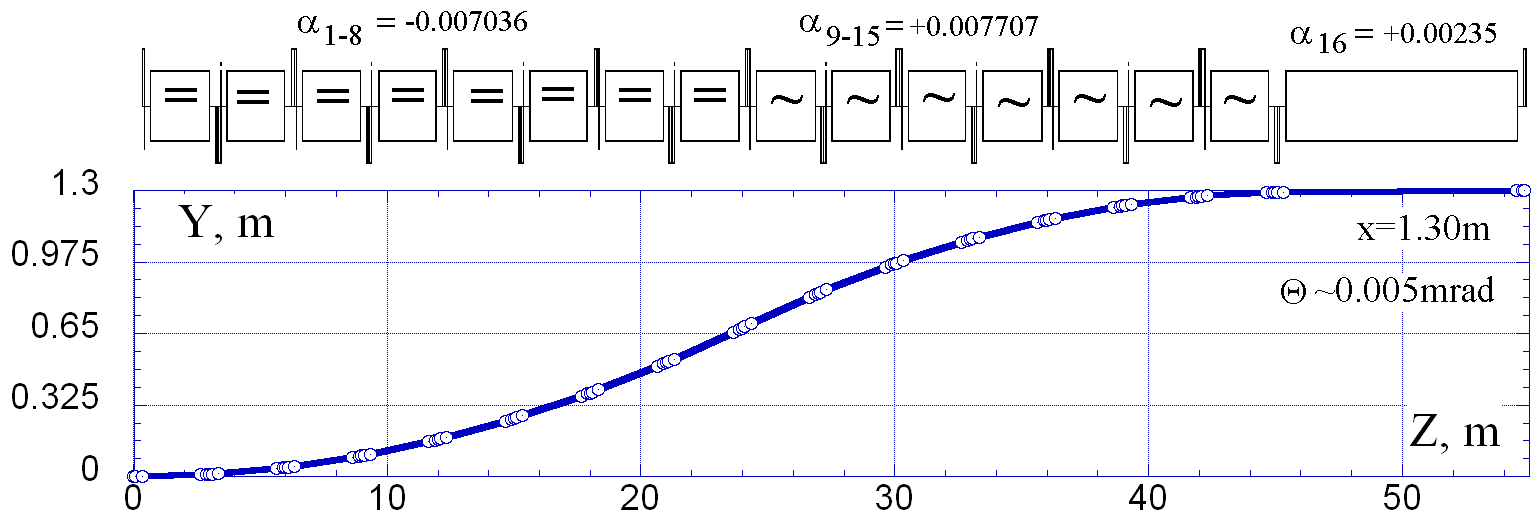 α1-8 = -0.007036
α9-15 = +0.007707
α16 = +0.00235
= = = = = = = = ~ ~ ~ ~ ~ ~ ~
1.3
Y, m
x=1.30m
0.975
Θ ~0.005mrad
0.65
0.325
Z, m
0
0 10 20 30 40 50